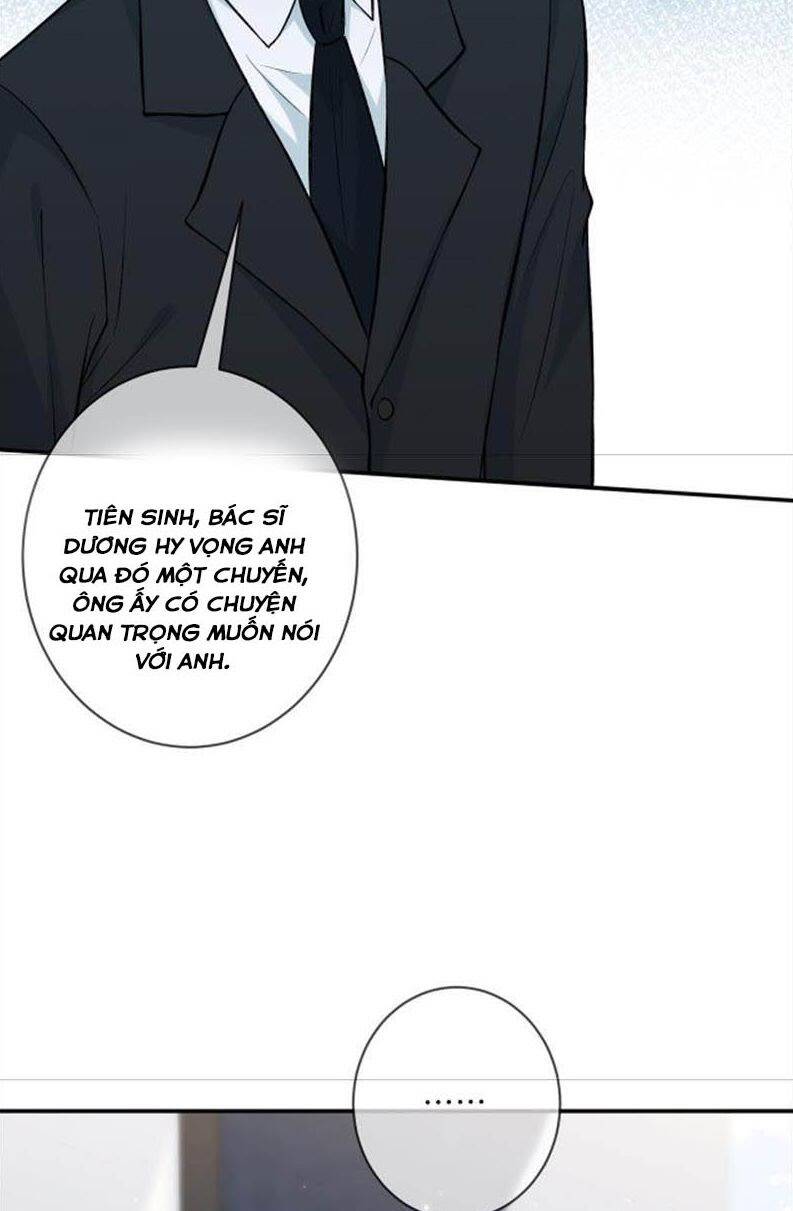 TIÊN SINH, BÁC SĨ
DƯƠNG HY VỌNG ANH
QUA ĐÓ MỘT CHUYẾN,
ÔNG ẤY CÓ CHUYỆN
QUAN TRỌNG MUỐN NÓI
VỚI ANH.
......